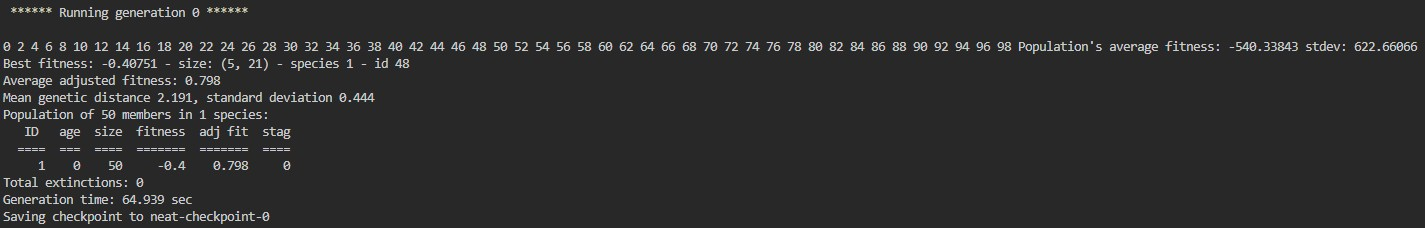 ****** Running generation 0 ******
0 2 4 6 8 10 12 14 16 18 20 22 24 26 28 30 32 34 36 38 40 42 44 46 48 50 52 54 56 58 60 62 64 66 68 70 72 74 76 78 80 82 84 86 88 90 92 94 96 98 Population's average fitness: -540.33843 stdev: 622.66066
Best fitness: -0.40751 - size: (5, 21) - species 1 - id 48
Average adjusted fitness: 0.798
Mean genetic distance 2.191, standard deviation 0.444
Population of 50 members in 1 species:
   ID   age  size  fitness  adj fit  stag
  ====  ===  ====  =======  =======  ====
     1    0    50     -0.4    0.798     0
Total extinctions: 0
Generation time: 64.939 sec
Saving checkpoint to neat-checkpoint-0